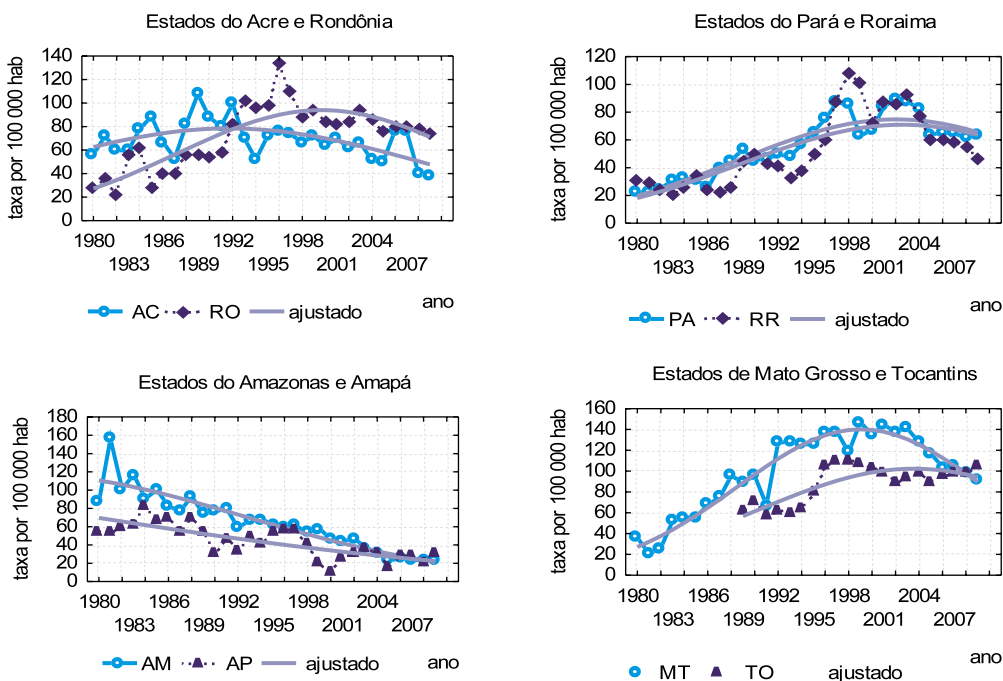 Estados do Acre e Rondônia
taxa por 100 000 hab
140
120
100
80
60
40
20
0
1980 1986 1992 1998 2004
1983 1989 1995 2001 2007
ano
AC RO ajustado
Estados do Pará e Roraima
taxa por 100 000 hab
120
100
80
60
40
20
0
1980 1986 1992 1998 2004
1983 1989 1995 2001 2007
ano
PA RR ajustado
Estados do Amazonas e Amapá
taxa por 100 000 hab
180
160
140
120
100
80
60
40
20
0
1980 1986 1992 1998 2004
1983 1989 1995 2001 2007
AM AP ajustado ano
Estados de Mato Grosso e Tocantins
taxa por 100 000 hab
160
140
120
100
80
60
40
20
0
1980 1986 1992 1998 2004
1983 1989 1995 2001 2007
ano
MT TO ajustado